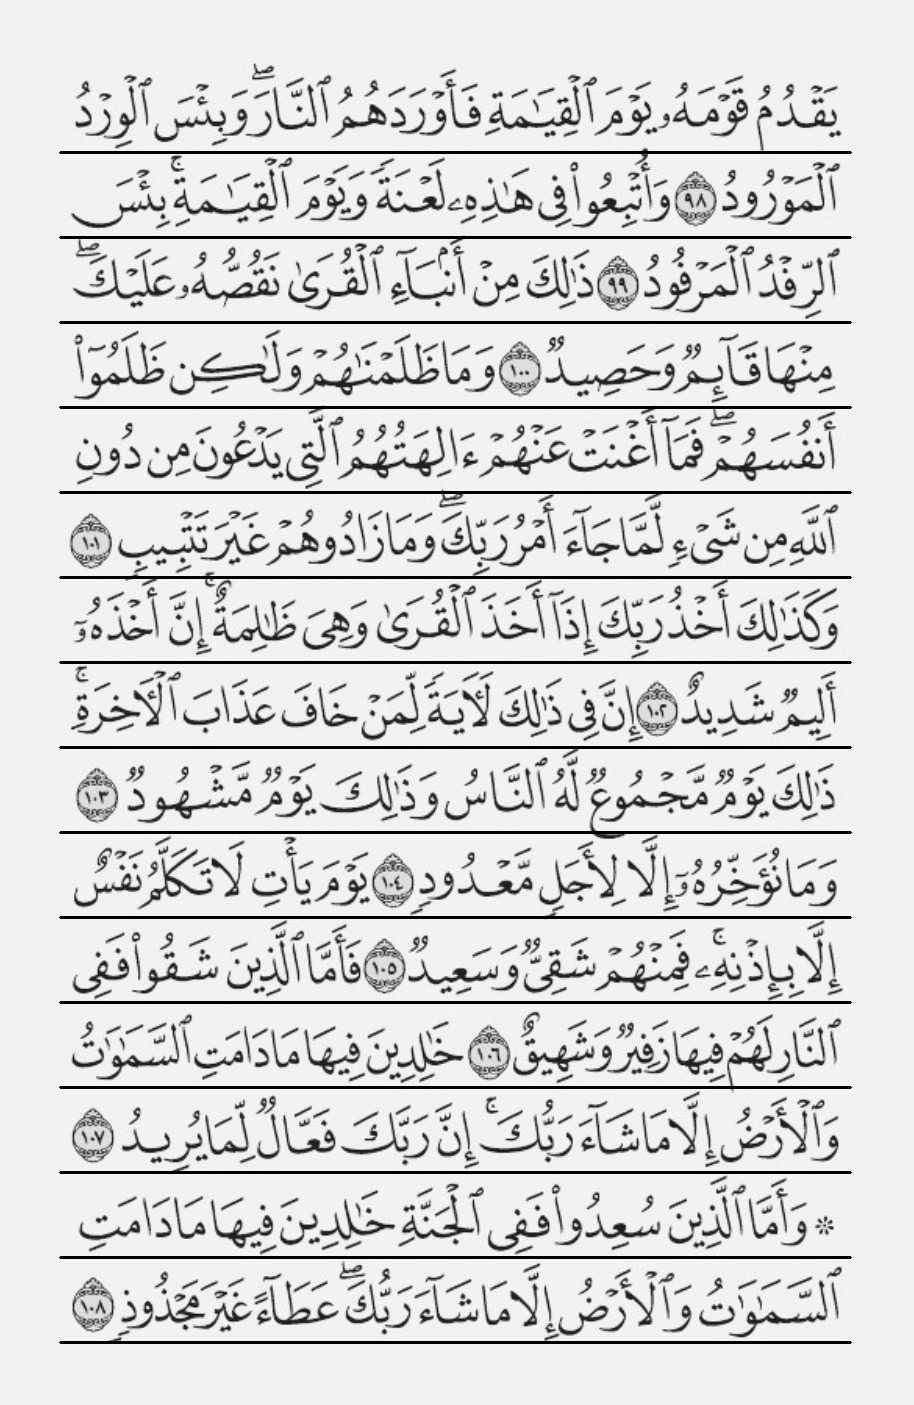 يَقْدُمُ قَوْمَهُۥ يَوْمَ ٱلْقِيَـٰمَةِ فَأَوْرَدَهُمُ ٱلنَّارَ ۖ وَبِئْسَ ٱلْوِرْدُ
ٱلْمَوْرُودُ ٩٨ وَأُتْبِعُوا۟ فِى هَـٰذِهِۦ لَعْنَةً وَيَوْمَ ٱلْقِيَـٰمَةِ ۚ بِئْسَ
ٱلرِّفْدُ ٱلْمَرْفُودُ ٩٩ ذَٰلِكَ مِنْ أَنۢبَآءِ ٱلْقُرَىٰ نَقُصُّهُۥ عَلَيْكَ ۖ
مِنْهَا قَآئِمٌ وَحَصِيدٌ ١٠٠ وَمَا ظَلَمْنَـٰهُمْ وَلَـٰكِن ظَلَمُوٓا۟
أَنفُسَهُمْ ۖ فَمَآ أَغْنَتْ عَنْهُمْ ءَالِهَتُهُمُ ٱلَّتِى يَدْعُونَ مِن دُونِ
ٱللَّهِ مِن شَىْءٍ لَّمَّا جَآءَ أَمْرُ رَبِّكَ ۖ وَمَا زَادُوهُمْ غَيْرَ تَتْبِيبٍ ١٠١
وَكَذَٰلِكَ أَخْذُ رَبِّكَ إِذَآ أَخَذَ ٱلْقُرَىٰ وَهِىَ ظَـٰلِمَةٌ ۚ إِنَّ أَخْذَهُۥٓ
أَلِيمٌ شَدِيدٌ ١٠٢ إِنَّ فِى ذَٰلِكَ لَـَٔايَةً لِّمَنْ خَافَ عَذَابَ ٱلْـَٔاخِرَةِ ۚ
ذَٰلِكَ يَوْمٌ مَّجْمُوعٌ لَّهُ ٱلنَّاسُ وَذَٰلِكَ يَوْمٌ مَّشْهُودٌ ١٠٣
وَمَا نُؤَخِّرُهُۥٓ إِلَّا لِأَجَلٍ مَّعْدُودٍ ١٠٤ يَوْمَ يَأْتِ لَا تَكَلَّمُ نَفْسٌ
إِلَّا بِإِذْنِهِۦ ۚ فَمِنْهُمْ شَقِىٌّ وَسَعِيدٌ ١٠٥ فَأَمَّا ٱلَّذِينَ شَقُوا۟ فَفِى
ٱلنَّارِ لَهُمْ فِيهَا زَفِيرٌ وَشَهِيقٌ ١٠٦ خَـٰلِدِينَ فِيهَا مَا دَامَتِ ٱلسَّمَـٰوَٰتُ
وَٱلْأَرْضُ إِلَّا مَا شَآءَ رَبُّكَ ۚ إِنَّ رَبَّكَ فَعَّالٌ لِّمَا يُرِيدُ ١٠٧
۞ وَأَمَّا ٱلَّذِينَ سُعِدُوا۟ فَفِى ٱلْجَنَّةِ خَـٰلِدِينَ فِيهَا مَا دَامَتِ
ٱلسَّمَـٰوَٰتُ وَٱلْأَرْضُ إِلَّا مَا شَآءَ رَبُّكَ ۖ عَطَآءً غَيْرَ مَجْذُوذٍ ١٠٨